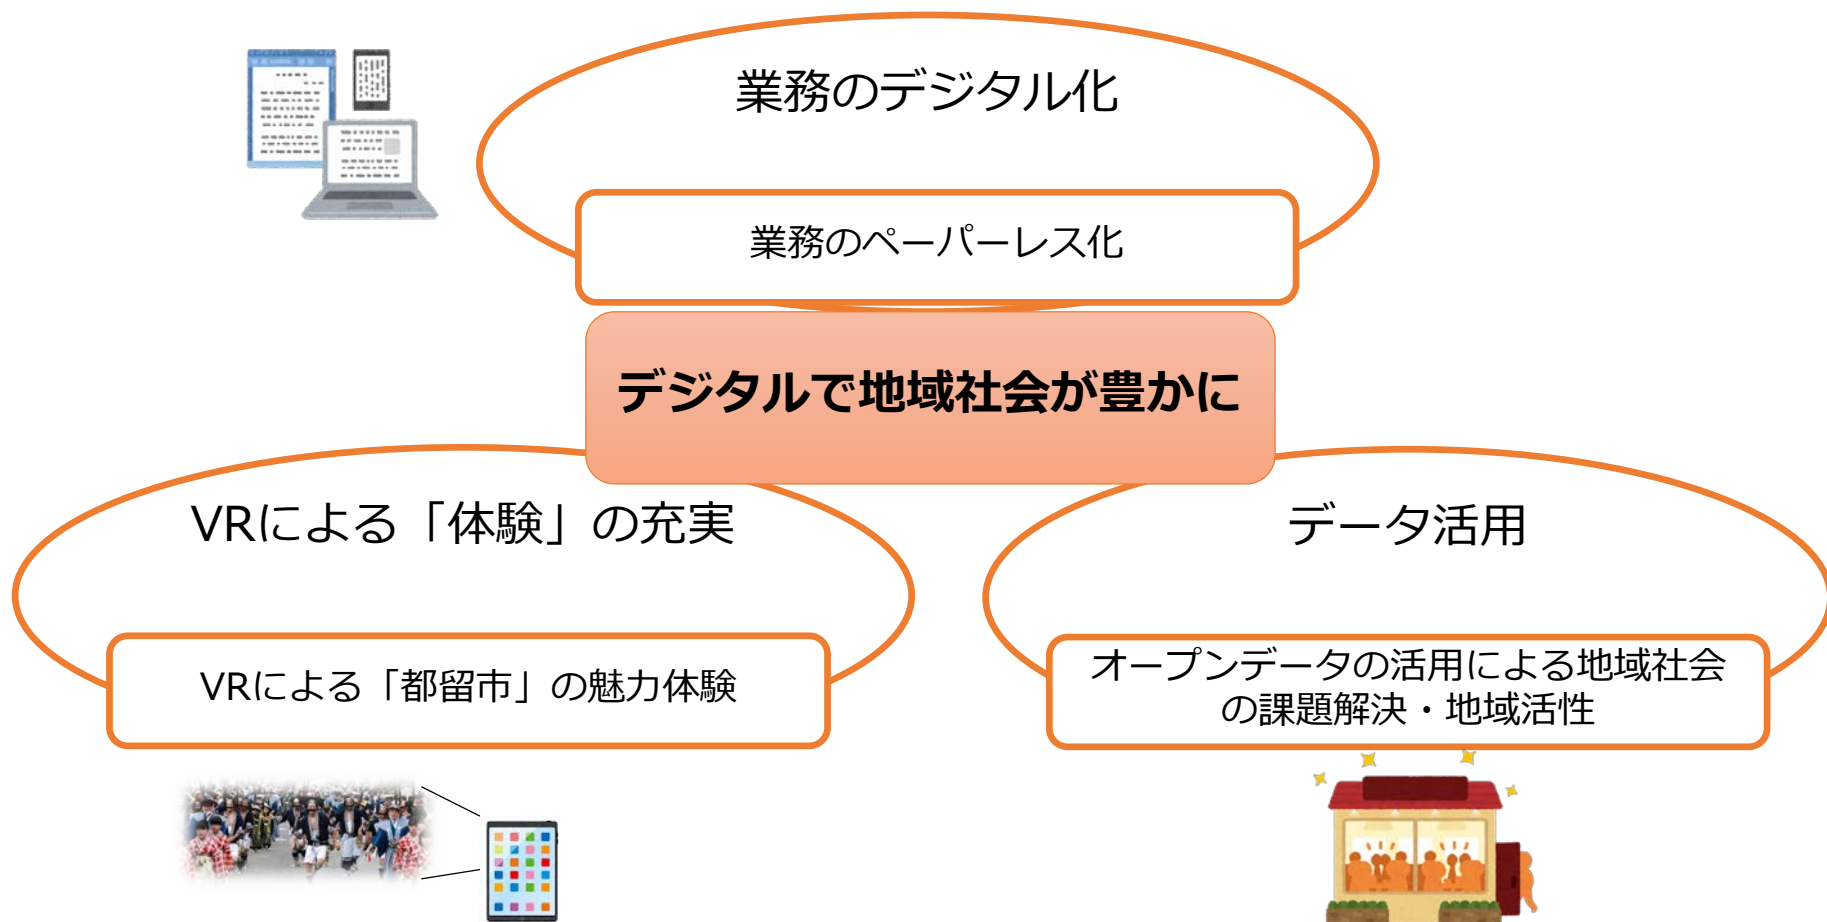 業務のデジタル化
業務のペーパーレス化
デジタルで地域社会が豊かに
VRによる「体験」の充実
VRによる「都留市」の魅力体験
データ活用
オープンデータの活用による地域社会
の課題解決・地域活性